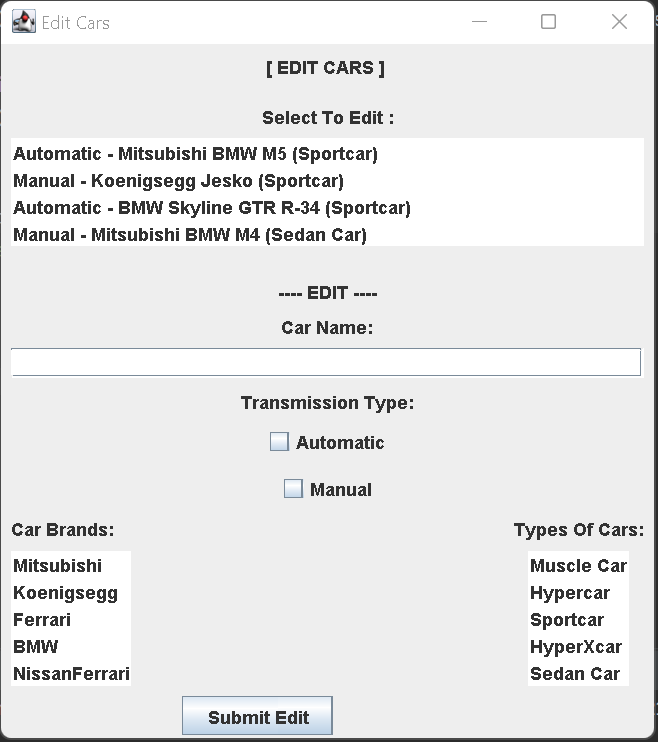 Edit Cars
[ EDIT CARS ]
Select To Edit :
Automatic - Mitsubishi BMW M5 (Sportcar)
Manual - Koenigsegg Jesko (Sportcar)
Automatic - BMW Skyline GTR R-34 (Sportcar)
Manual - Mitsubishi BMW M4 (Sedan Car)
---- EDIT ----
Car Name:
Transmission Type:
Automatic
Manual
Car Brands:
Mitsubishi
Koenigsegg
Ferrari
BMW
NissanFerrari
Types Of Cars:
Muscle Car
Hypercar
Sportcar
HyperXcar
Sedan Car
Submit Edit